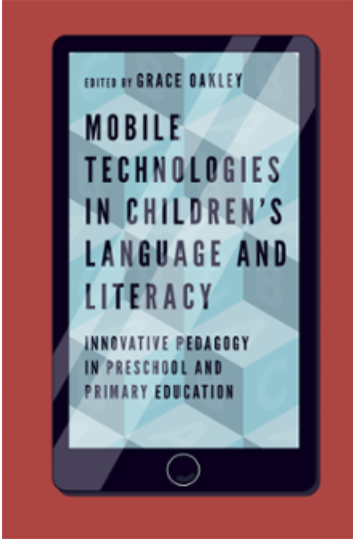 EDITED BY GRACE OAKLEY
MOBILE
TECHNOLOGIES
IN CHILDREN'S
LANGUAGE AND
LITERACY
INNOVATIVE PEDAGOGY
IN PRESCHOOL AND
PRIMARY EDUCATION